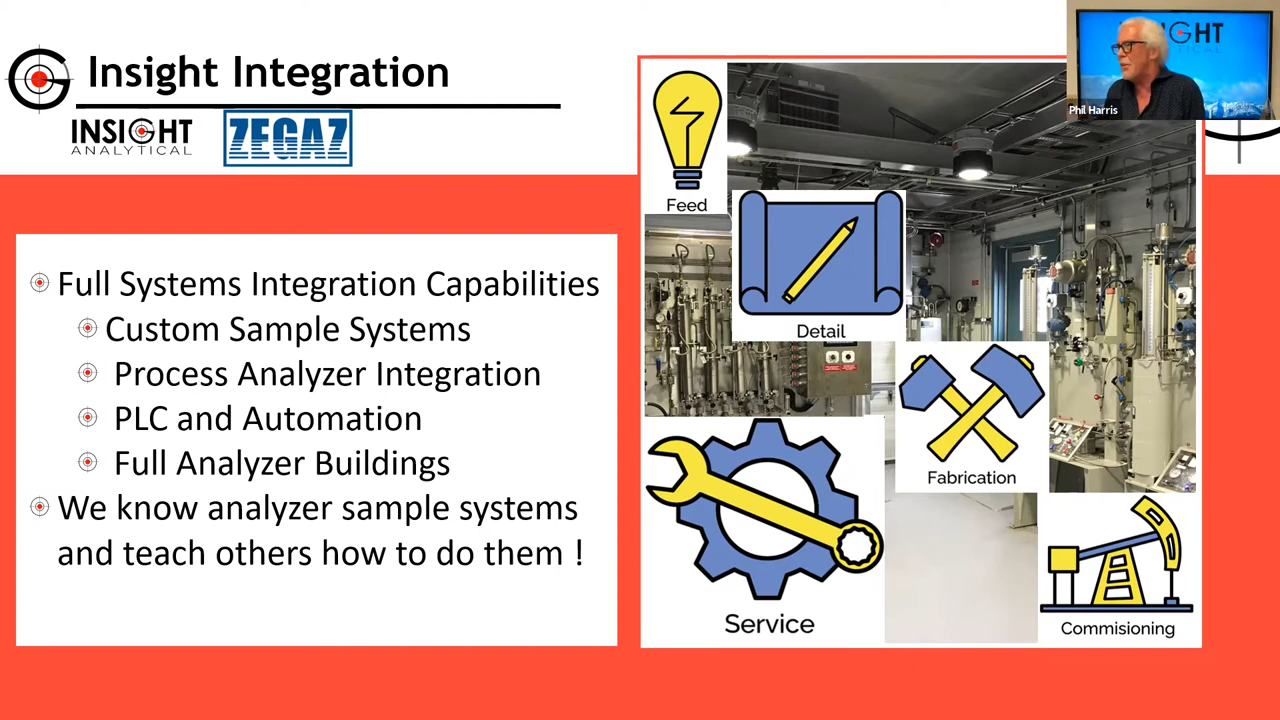 Insight Integration
INSIGHT
ANALYTICAL
ZEGAZ
Full Systems Integration Capabilities
Custom Sample Systems
Process Analyzer Integration
PLC and Automation
Full Analyzer Buildings
We know analyzer sample systems
and teach others how to do them !
Feed
Detail
Fabrication
Service
Commisioning
Phil Harris